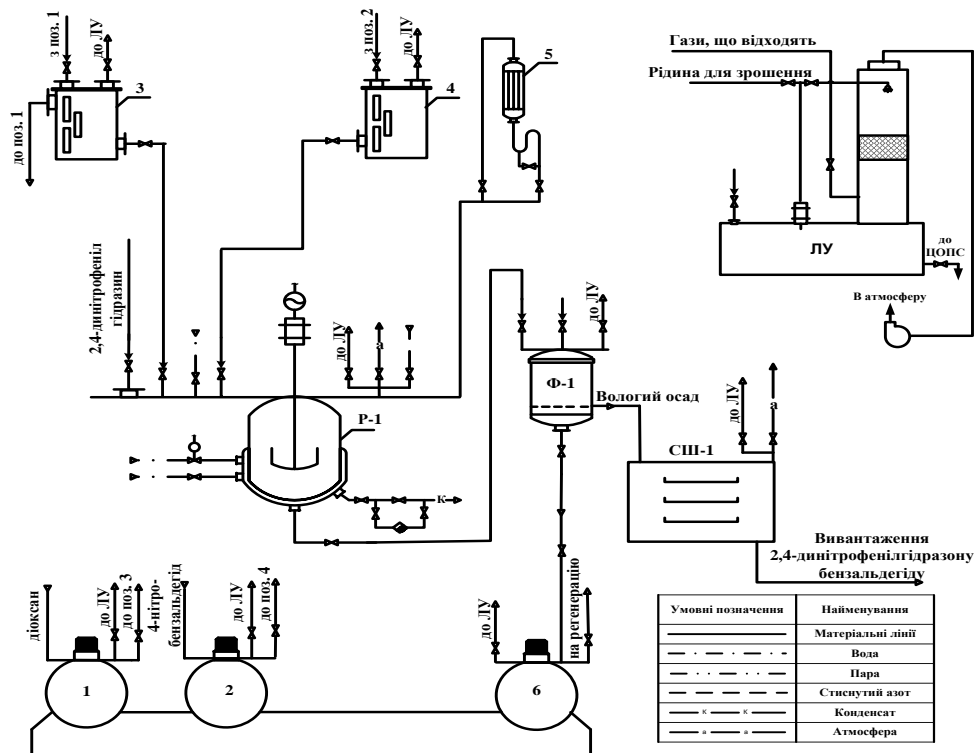 з поз. 1
до ЛУ
3
до поз. 1
з поз. 2
до ЛУ
4
5
Гази, що відходять
Рідина для зрошення
ЛУ
до
ЦОПС
В атмосферу
2,4-динітрофеніл
гідразин
до ЛУ
а
Р-1
к
до ЛУ
Ф-1
Вологий осад
до ЛУ
а
СШ-1
Вивантаження
2,4-динітрофенілгідразону
бензальдегіду
діоксан
до ЛУ
до поз. 3
1
4-нітро-
бензальдегід
до ЛУ
до поз. 4
2
до ЛУ
на регенерацію
6
Умовні позначення
Найменування
Матеріальні лінії
Вода
Пара
Стиснутий азот
к к
Конденсат
а а
Атмосфера